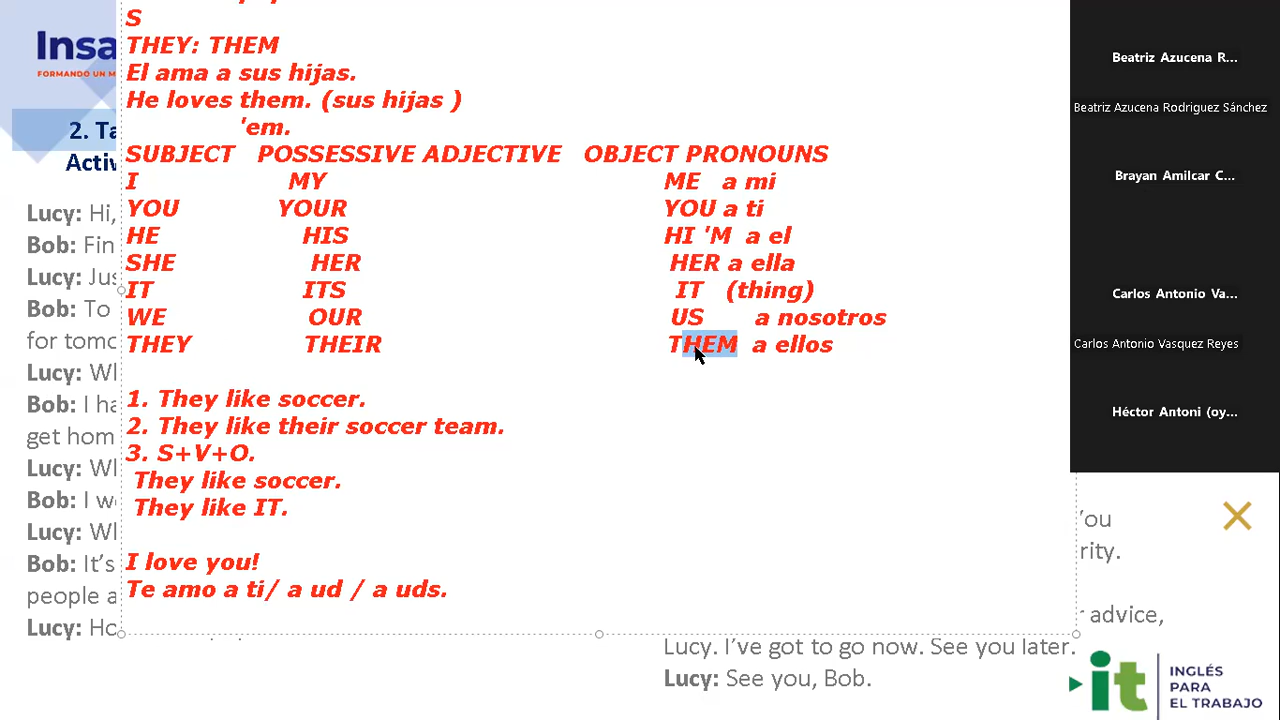 Insa
FORMANDO UN M
2. Ta
Activ
Lucy: Hi,
Bob: Fin
Lucy: Jus
Bob: To
for tomo
Lucy: Wh
Bob: I ha
get hom
Lucy: Wh
Bob: I we
Lucy: Wh
Bob: It's
people a
Lucy: Ho
S
THEY: THEM
El ama a sus hijas.
He loves them. (sus hijas )
'em.
SUBJECT POSSESSIVE ADJECTIVE OBJECT PRONOUNS
I MY ME a mi
YOU YOUR YOU a ti
HE HIS HI 'M a el
SHE HER HER a ella
IT ITS IT (thing)
WE OUR US a nosotros
THEY THEIR THEM a ellos
1. They like soccer.
2. They like their soccer team.
3. S+V+O.
They like soccer.
They like IT.
I love you!
Te amo a ti/ a ud / a uds.
You
rity.
advice,
Lucy. I've got to go now. See you later.
Lucy: See you, Bob.
Beatriz Azucena R...
Beatriz Azucena Rodriguez Sánchez
Brayan Amilcar C...
Carlos Antonio Va...
Carlos Antonio Vasquez Reyes
Héctor Antoni (oy...
it
INGLÉS
PARA
EL TRABAJO